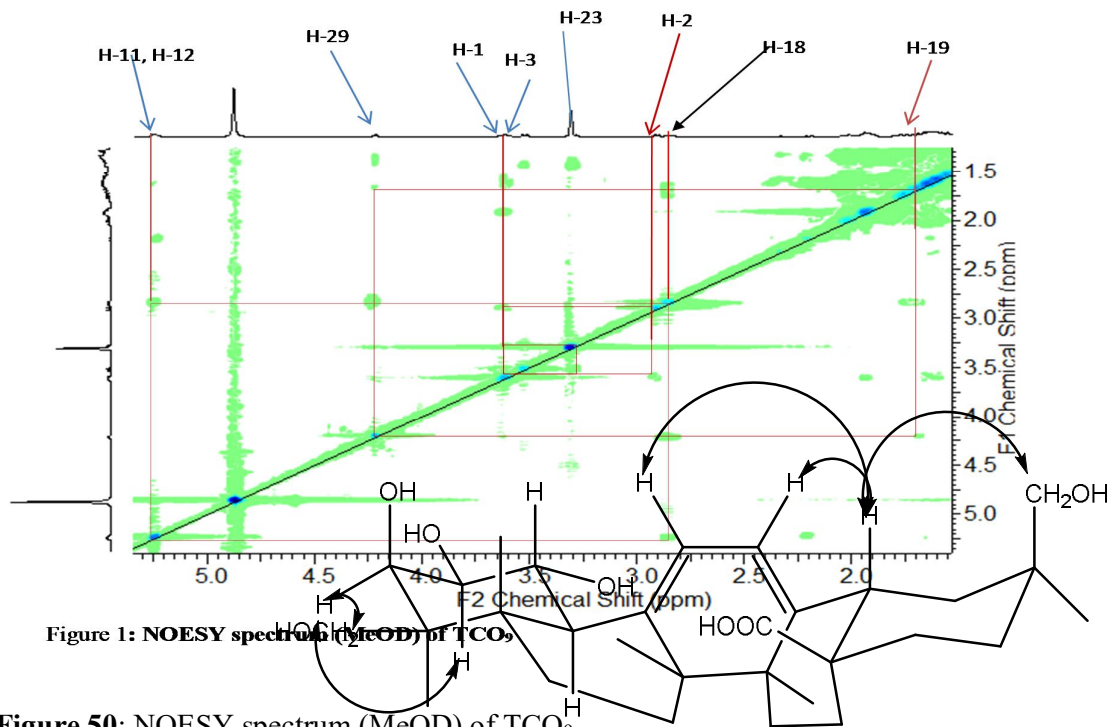 H-23
H-2
H-29
H-1
H-18
H-19
H-11, H-12
H-3
1.5
2.0
2.5
3.0
3.5
4.0
4.5
5.0
F1 Chemical Shift (ppm)
H
H
CH₂OH
OH
H
H
HO
5.0 4.5 4.0 3.5 3.0 2.5 2.0
OH
F2 Chemical Shift (ppm)
H
HOCH₂
HOOC
Figure 1: NOESY spectrum (MeOD) of TCO₉
H
H
Figure 50: NOESY spectrum (MeOD) of TCO₉